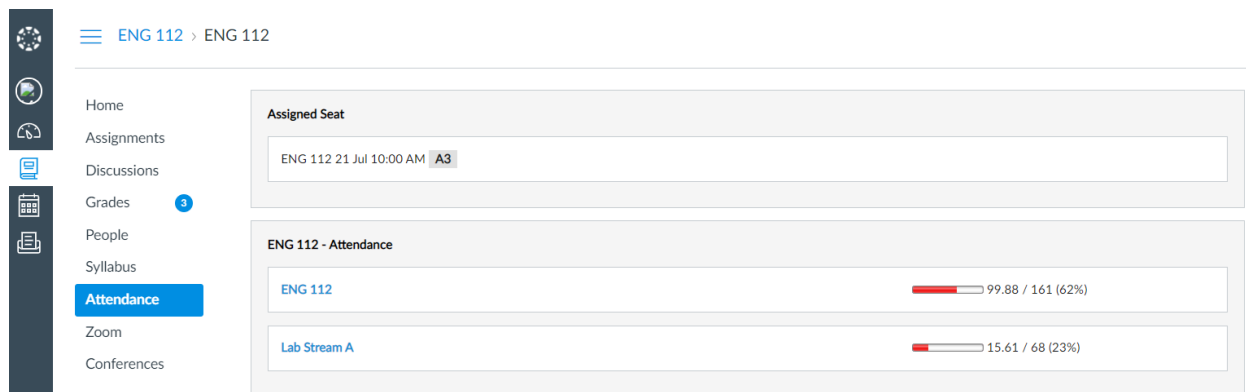 ENG 112 › ENG 112
Home
Assignments
Discussions
Grades 3
People
Syllabus
Attendance
Zoom
Conferences
Assigned Seat
ENG 112 21 Jul 10:00 AM A3
ENG 112 - Attendance
ENG 112 99.88 / 161 (62%)
Lab Stream A 15.61 / 68 (23%)